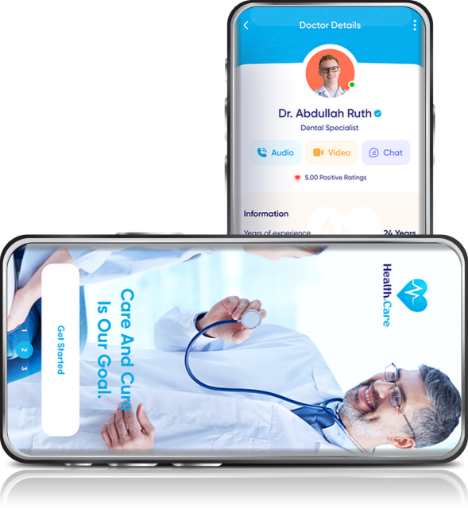 Doctor Details
Dr. Abdullah Ruth
Dental Specialist
Audio
Video
Chat
5.00 Positive Ratings
Information
Years of experience
24 Years
Health.Care
Care And Cure
Is Our Goal.
Get Started
1 2 3